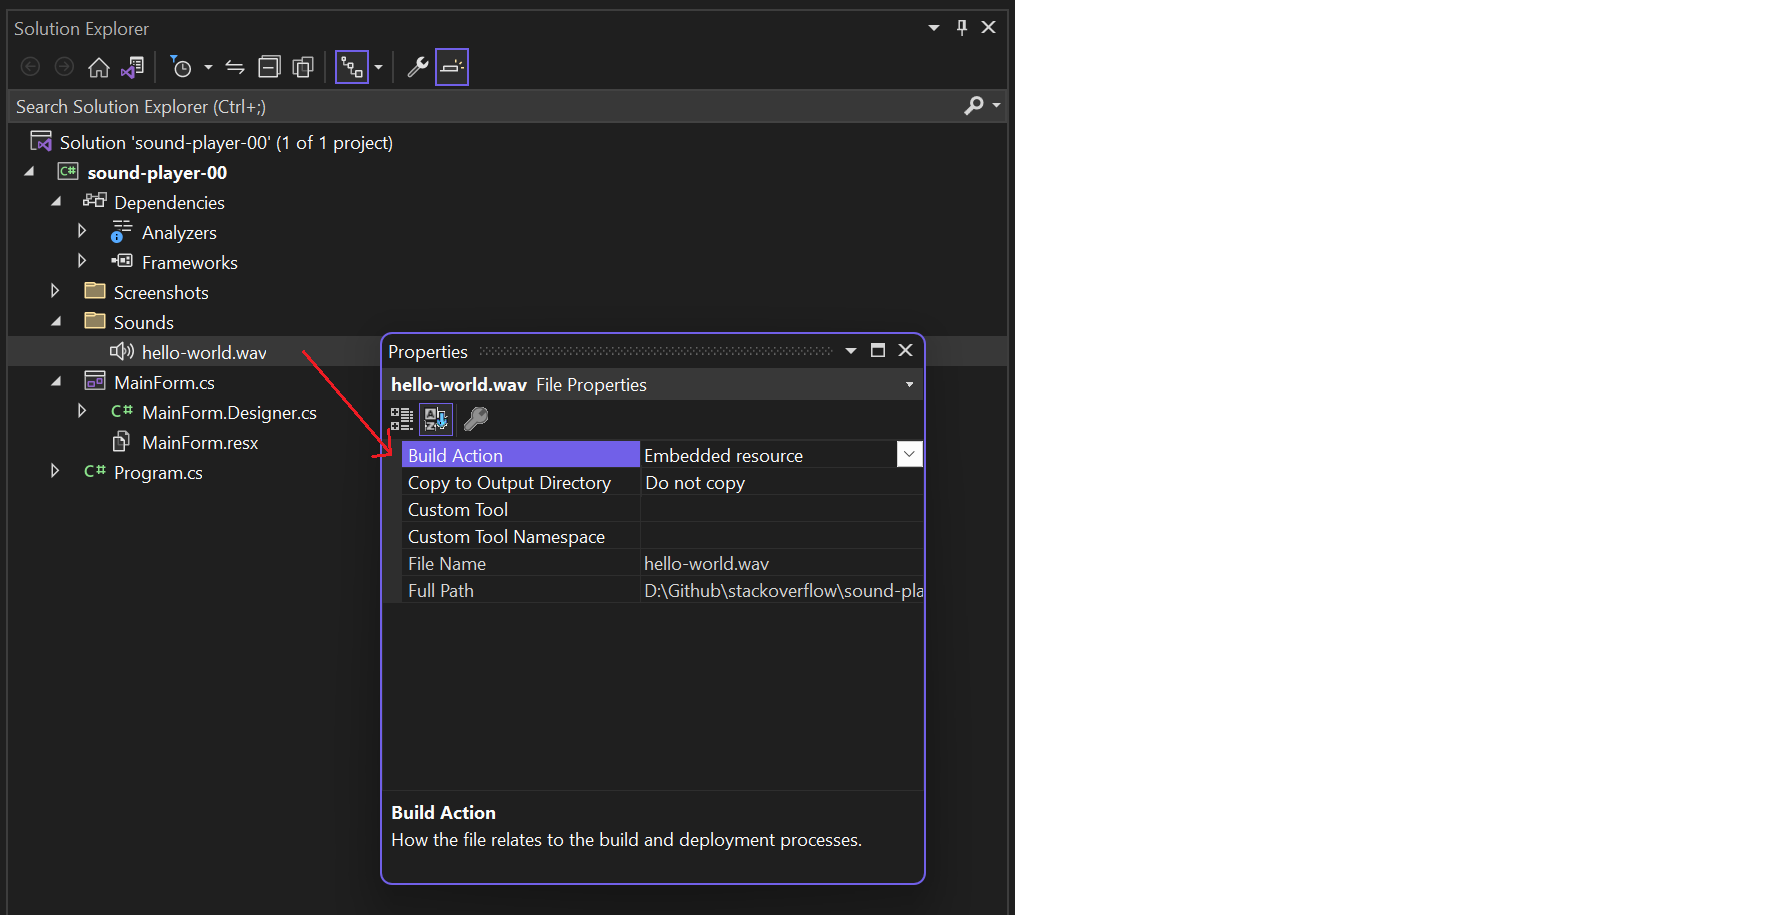 Solution Explorer
Search Solution Explorer (Ctrl+;)
Solution 'sound-player-00' (1 of 1 project)
C# sound-player-00
Dependencies
Analyzers
Frameworks
Screenshots
Sounds
hello-world.wav
MainForm.cs
C# MainForm.Designer.cs
MainForm.resx
C# Program.cs
Properties
hello-world.wav File Properties
Build Action Embedded resource
Copy to Output Directory Do not copy
Custom Tool
Custom Tool Namespace
File Name hello-world.wav
Full Path D:\Github\stackoverflow\sound-pla
Build Action
How the file relates to the build and deployment processes.